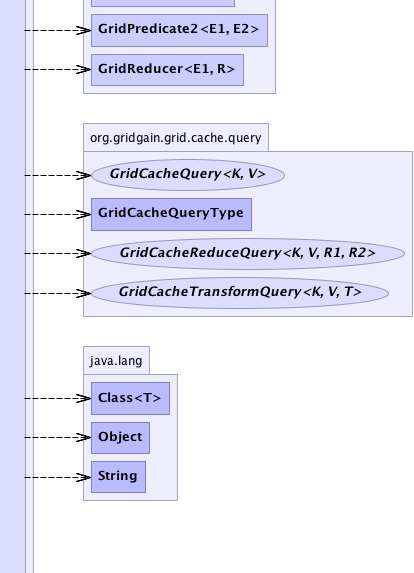 GridPredicate2<E1, E2>
GridReducer<E1, R>
org.gridgain.grid.cache.query
GridCacheQuery<K, V>
GridCacheQueryType
GridCacheReduceQuery<K, V, R1, R2>
GridCacheTransformQuery<K, V, T>
java.lang
Class<T>
Object
String